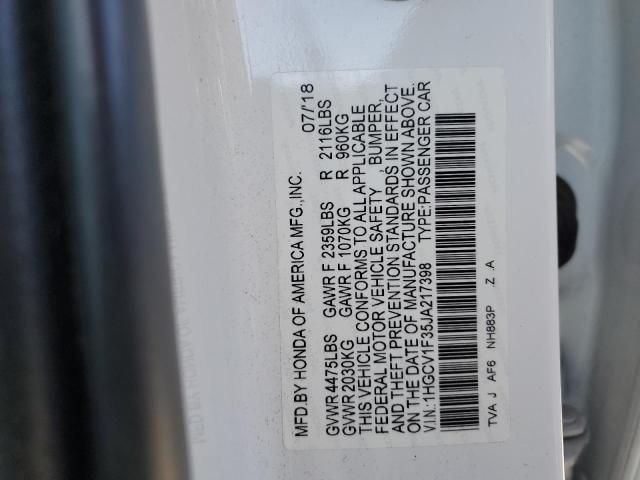 MFD.BY HONDA OF AMERICA MFG.,INC. 07/'18
GVWR 4475LBS GAWR F 2359LBS R 2116LBS
GVWR 2030KG GAWR F 1070KG R 960KG
THIS VEHICLE CONFORMS TO ALL APPLICABLE
FEDERAL MOTOR VEHICLE SAFETY , BUMPER,
AND THEFT PREVENTION STANDARDS IN EFFECT
ON THE DATE OF MANUFACTURE SHOWN ABOVE.
V.I.N.:1HGCV1F35JA217398 TYPE:PASSENGER CAR
TVA J AF6 NH883P .Z .A